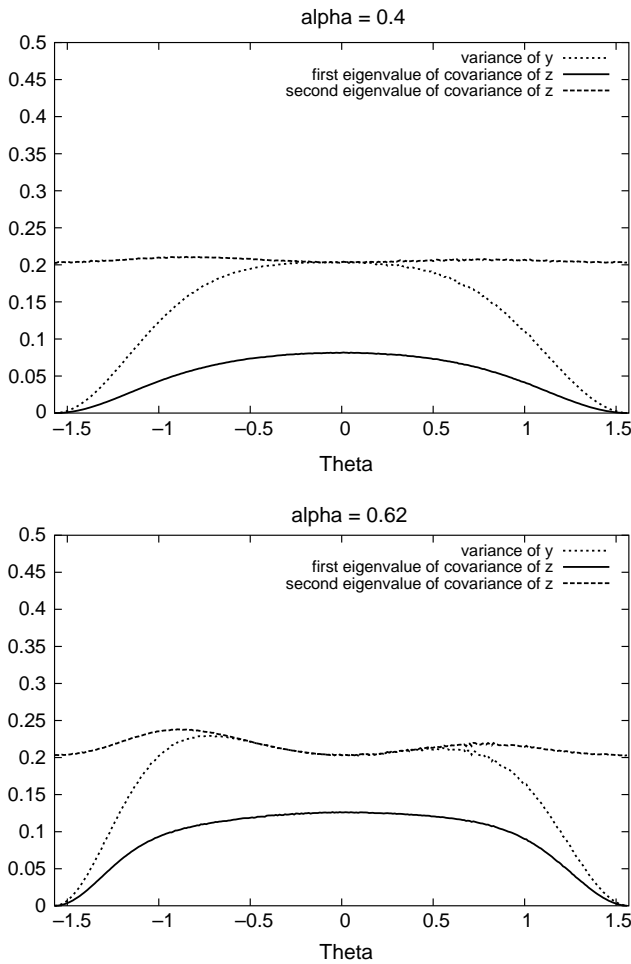 alpha = 0.4
0.5
variance of y
first eigenvalue of covariance of z
0.45
second eigenvalue of covariance of z
0.4
0.35
0.3
0.25
0.2
0.15
0.1
0.05
0
–1.5 –1 –0.5 0 0.5 1 1.5
Theta
alpha = 0.62
0.5
variance of y
first eigenvalue of covariance of z
0.45
second eigenvalue of covariance of z
0.4
0.35
0.3
0.25
0.2
0.15
0.1
0.05
0
–1.5 –1 –0.5 0 0.5 1 1.5
Theta